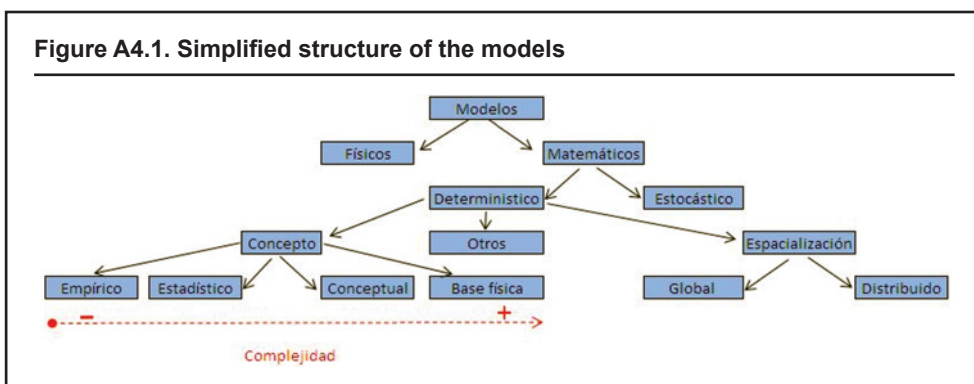 Figure A4.1. Simplified structure of the models
Modelos
Físicos
Matemáticos
Deterministico
Estocástico
Concepto
Otros
Espacialización
Empírico
Estadístico
Conceptual
Base física
Global
Distribuido
- +
Complejidad